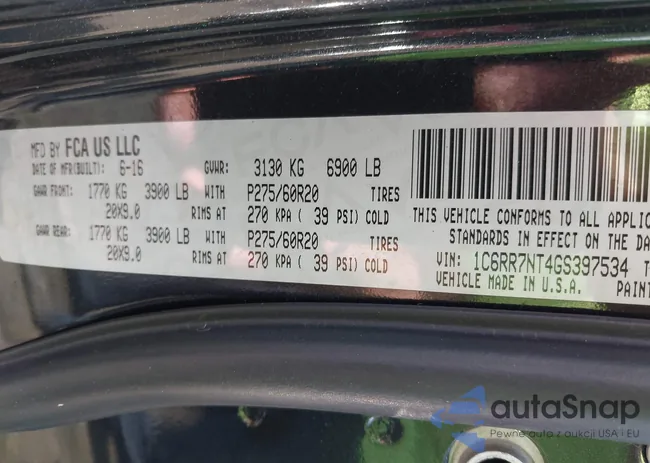 MFD BY FCA US LLC
DATE OF MFR(BUILT): 6-16 GVWR: 3130 KG 6900 LB
GAWR FRONT: 1770 KG 3900 LB WITH P275/60R20 TIRES
20X9.0 RIMS AT 270 KPA ( 39 PSI) COLD
GAWR REAR: 1770 KG 3900 LB WITH P275/60R20 TIRES
20X9.0 RIMS AT 270 KPA ( 39 PSI) COLD
THIS VEHICLE CONFORMS TO ALL APPLIC
STANDARDS IN EFFECT ON THE DA
VIN: 1C6RR7NT4GS397534 T
VEHICLE MADE IN U.S.A. PAIN
autoSnap
Pewne auta z aukcji USA i EU